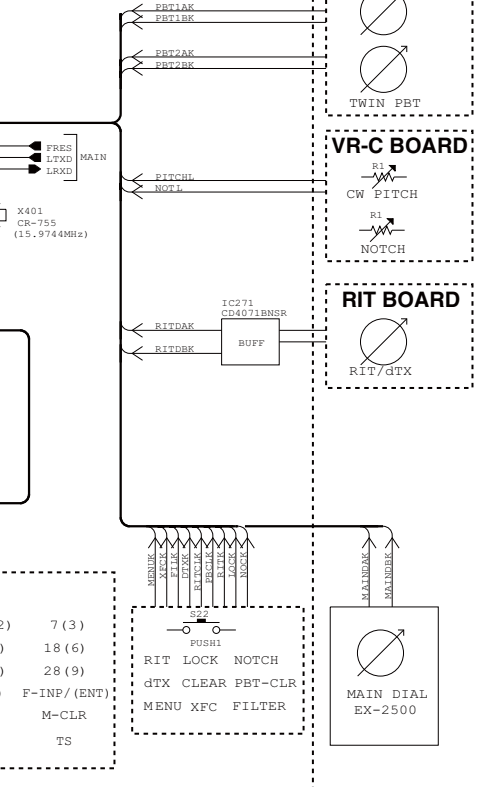 PBT1AK
PBT1BK
PBT2AK
PBT2BK
TWIN PBT
FRES
LTXD
LRXD
MAIN
VR-C BOARD
R1
PITCHL
NOTL
CW PITCH
X401
CR-755
(15.9744MHz)
R1
NOTCH
RIT BOARD
IC271
CD4071BNSR
RITDAK
RITDBK
BUFF
RIT/dTX
MENUK
XFCK
FILK
DTXK
RITCLK
PBCLK
RITK
LOCK
NOCK
MAINDAK
MAINDBK
S22
PUSH1
2) 7(3)
) 18(6)
) 28(9)
) F-INP/(ENT)
M-CLR
TS
RIT LOCK NOTCH
dTX CLEAR PBT-CLR
MENU XFC FILTER
MAIN DIAL
EX-2500